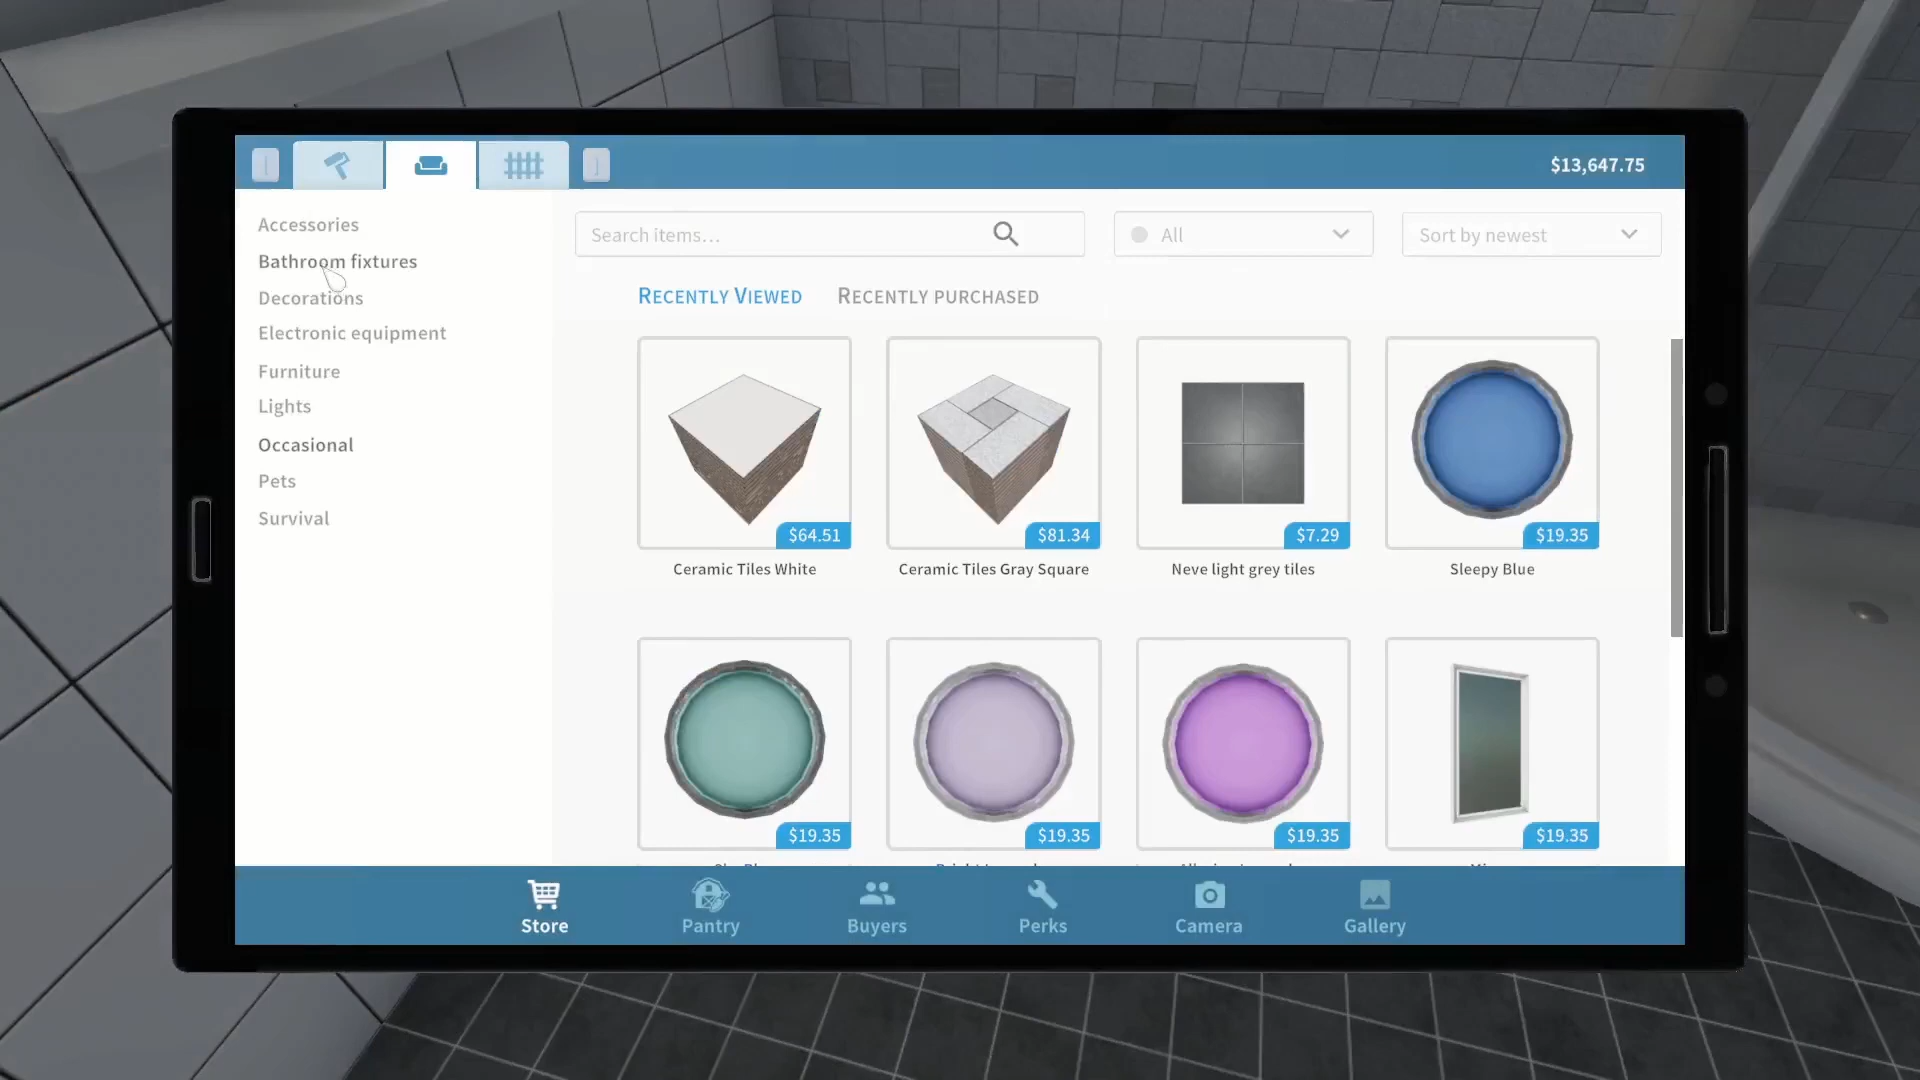 $13,647.75
Accessories
Bathroom fixtures
Decorations
Electronic equipment
Furniture
Lights
Occasional
Pets
Survival
Search items...
All
Sort by newest
RECENTLY VIEWED
RECENTLY PURCHASED
$64.51
$81.34
$7.29
$19.35
Ceramic Tiles White
Ceramic Tiles Gray Square
Neve light grey tiles
Sleepy Blue
$19.35
$19.35
$19.35
$19.35
Store
Pantry
Buyers
Perks
Camera
Gallery